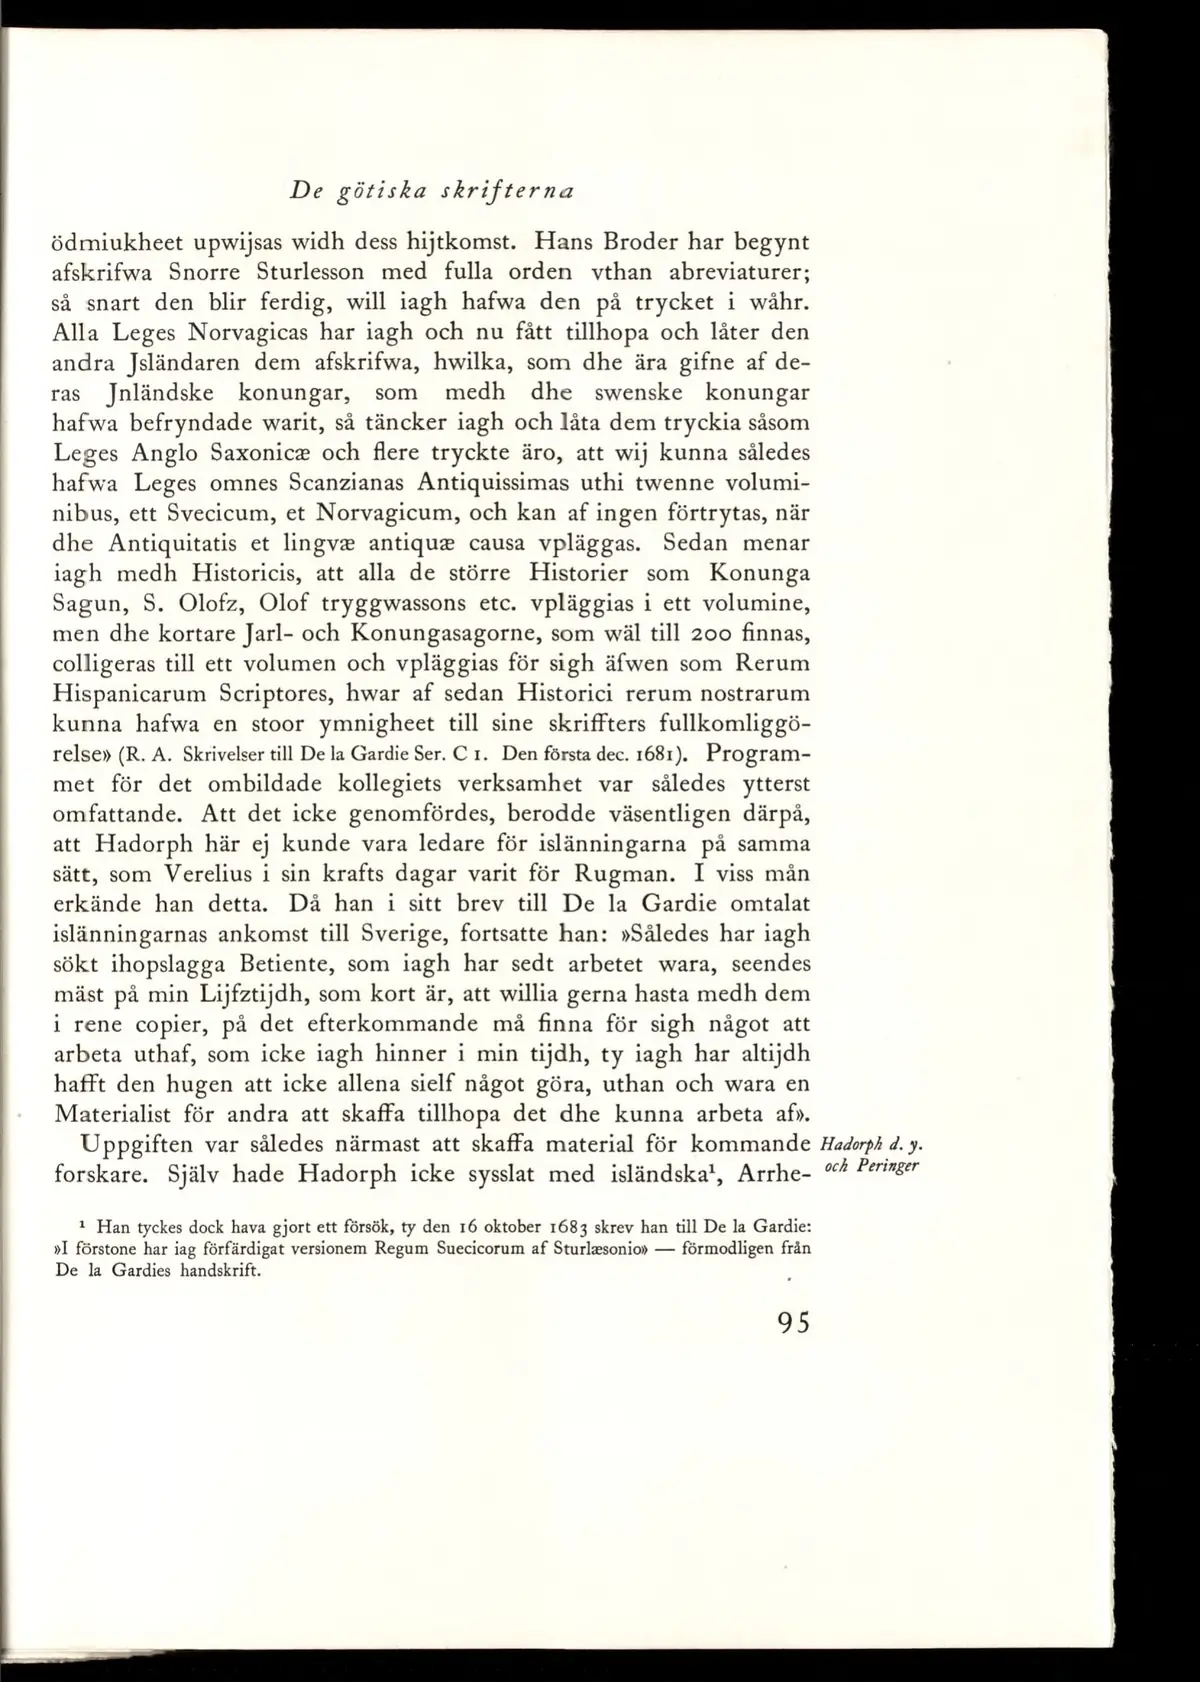 De götiska skrifterna
ödmiukheet upwijsas widh dess hijtkomst. Hans Broder har begynt
afskrifwa Snorre Sturlesson med fulla orden vthan abreviaturer;
så snart den blir ferdig, will iagh hafwa den på trycket i wåhr.
Alla Leges Norvagicas har iagh och nu fått tillhopa och låter den
andra Jsländaren dem afskrifwa, hwilka, som dhe ära gifne af de-
ras Jnländske konungar, som medh dhe swenske konungar
hafwa befryndade warit, så täncker iagh och låta dem tryckia såsom
Leges Anglo Saxonicæ och flere tryckte äro, att wij kunna således
hafwa Leges omnes Scanzianas Antiquissimas uthi twenne volumi-
nibus, ett Svecicum, et Norvagicum, och kan af ingen förtrytas, när
dhe Antiquitatis et lingvæ antiquæ causa vpläggas. Sedan menar
iagh medh Historicis, att alla de större Historier som Konunga
Sagun, S. Olofz, Olof tryggwassons etc. vpläggias i ett volumine,
men dhe kortare Jarl- och Konungasagorne, som wäl till 200 finnas,
colligeras till ett volumen och vpläggias för sigh äfwen som Rerum
Hispanicarum Scriptores, hwar af sedan Historici rerum nostrarum
kunna hafwa en stoor ymnigheet till sine skriffters fullkomliggö-
relse» (R. A. Skrivelser till De la Gardie Ser. C 1. Den första dec. 1681). Program-
met för det ombildade kollegiets verksamhet var således ytterst
omfattande. Att det icke genomfördes, berodde väsentligen därpå,
att Hadorph här ej kunde vara ledare för islänningarna på samma
sätt, som Verelius i sin krafts dagar varit för Rugman. I viss mån
erkände han detta. Då han i sitt brev till De la Gardie omtalat
islänningarnas ankomst till Sverige, fortsatte han: »Således har iagh
sökt ihopslagga Betiente, som iagh har sedt arbetet wara, seendes
mäst på min Lijfztijdh, som kort är, att willia gerna hasta medh dem
i rene copier, på det efterkommande må finna för sigh något att
arbeta uthaf, som icke iagh hinner i min tijdh, ty iagh har altijdh
hafft den hugen att icke allena sielf något göra, uthan och wara en
Materialist för andra att skaffa tillhopa det dhe kunna arbeta af».
Uppgiften var således närmast att skaffa material för kommande
forskare. Själv hade Hadorph icke sysslat med isländska¹, Arrhe-
Hadorph d. y.
och Peringer
¹ Han tyckes dock hava gjort ett försök, ty den 16 oktober 1683 skrev han till De la Gardie:
»I förstone har iag förfärdigat versionem Regum Suecicorum af Sturlæsonio» — förmodligen från
De la Gardies handskrift.
95